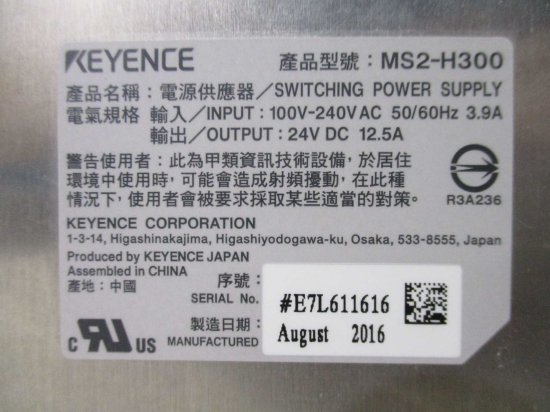 KEYENCE 產品型號：MS2-H300
產品名稱：電源供應器／SWITCHING POWER SUPPLY
電氣規格 輸入／INPUT: 100V-240V AC 50/60Hz 3.9A
輸出／OUTPUT: 24V DC 12.5A
警告使用者：此為甲類資訊技術設備，於居住
環境中使用時，可能會造成射頻擾動，在此種
情況下，使用者會被要求採取某些適當的對策。
R3A236
KEYENCE CORPORATION
1-3-14, Higashinakajima, Higashiyodogawa-ku, Osaka, 533-8555, Japan
Produced by KEYENCE JAPAN
Assembled in CHINA
產地：中國
序號：
SERIAL No.
#E7L611616
製造日期：
MANUFACTURED
August 2016
c RU US